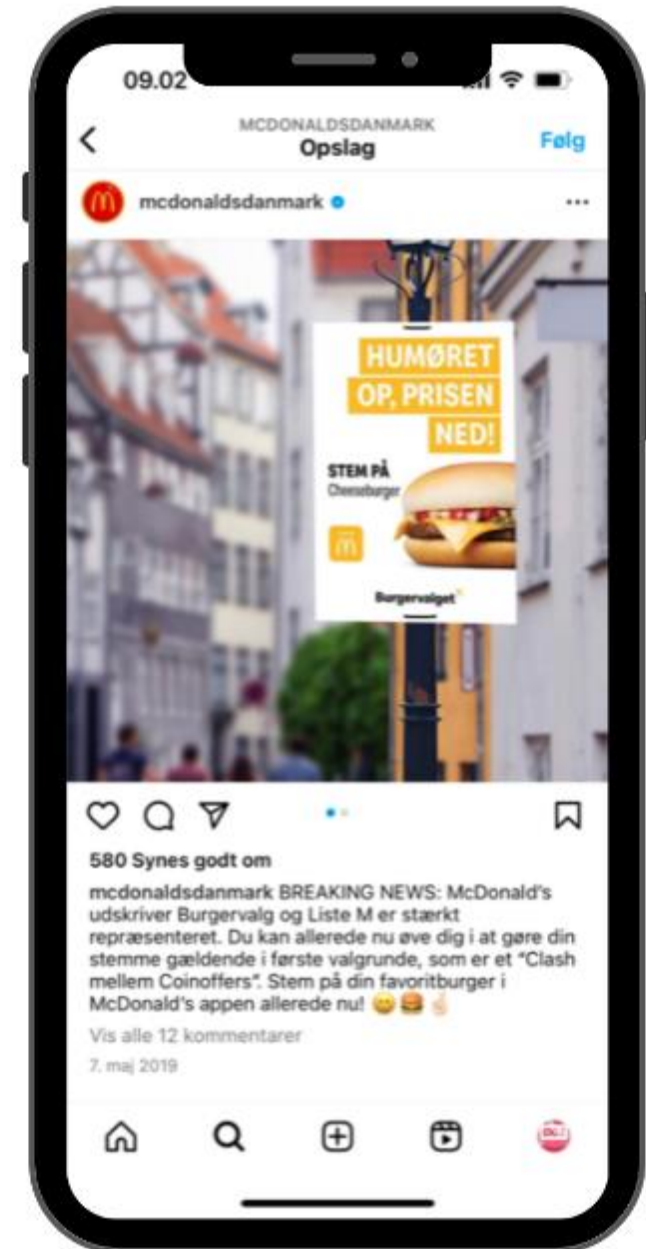 09.02
MCDONALDSDANMARK
Opslag
Følg
mcdonaldsdanmark
HUMØRET
OP, PRISEN
NED!
STEM PÅ
Cheeseburger
Burgervalget
580 Synes godt om
mcdonaldsdanmark BREAKING NEWS: McDonald's
udskriver Burgervalg og Liste M er stærkt
repræsenteret. Du kan allerede nu øve dig i at gøre din
stemme gældende i første valgrunde, som er et "Clash
mellem Coinoffers". Stem på din favoritburger i
McDonald's appen allerede nu! 😄🍔☝🏻
Vis alle 12 kommentarer
7. maj 2019